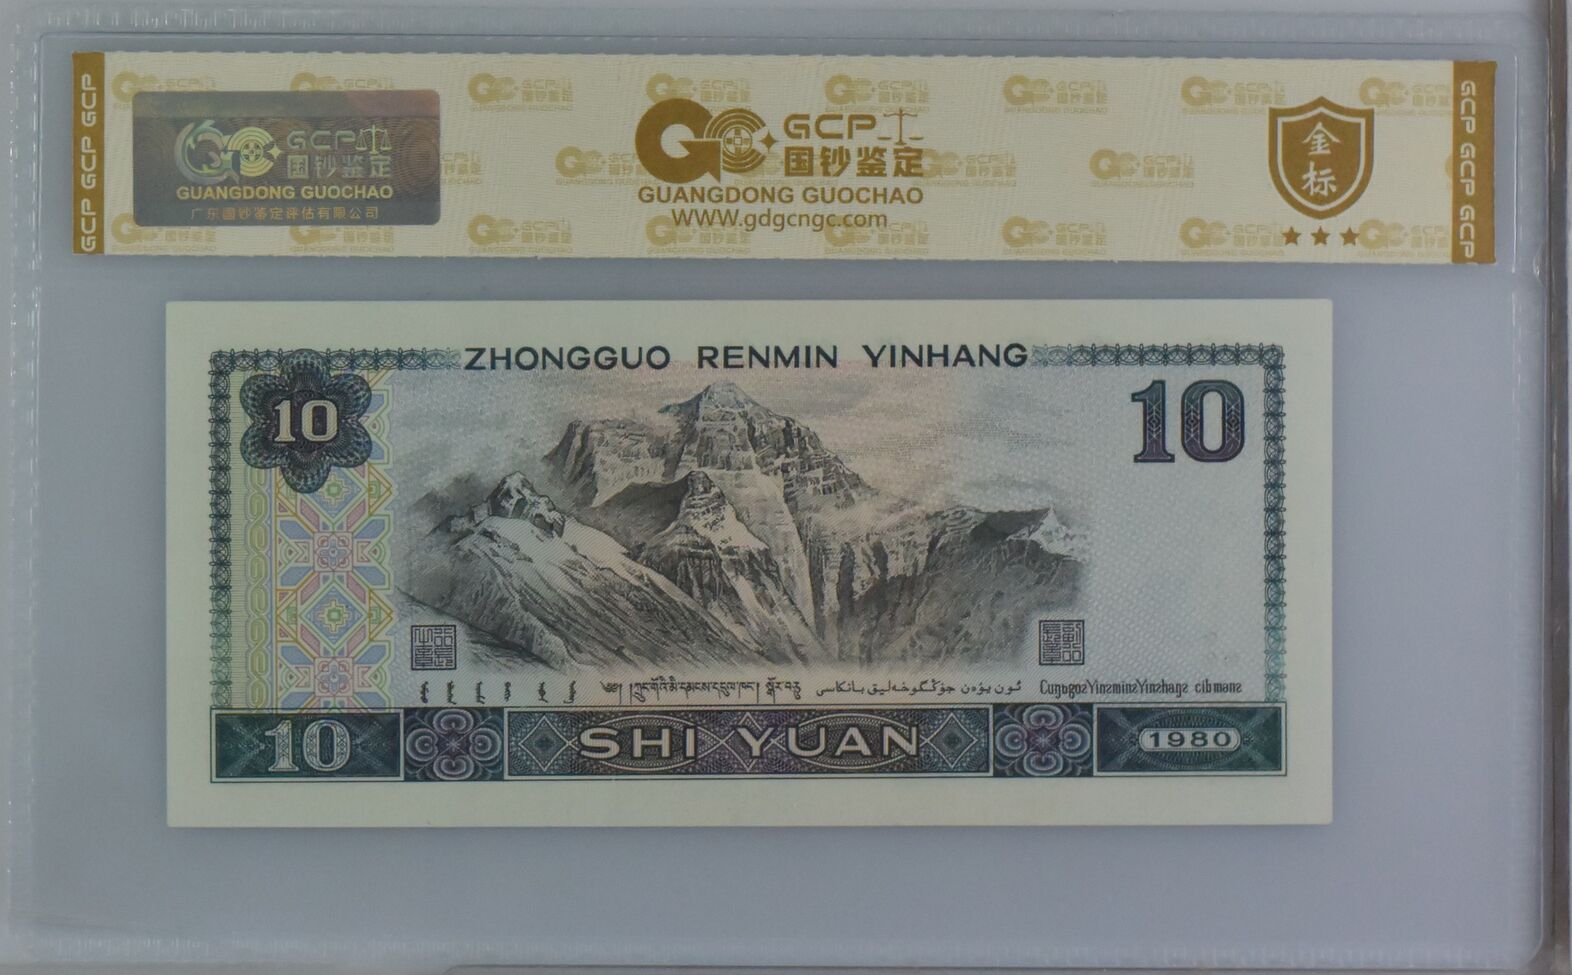 GCP GCP GCP
GCP
国钞鉴定
GUANGDONG GUOCHAO
广东国钞鉴定评估有限公司
GCP
国钞鉴定
GUANGDONG GUOCHAO
WWW.gdgcngc.com
金标
GCP GCP GCP
ZHONGGUO RENMIN YINHANG
10
10
10
SHI YUAN
1980